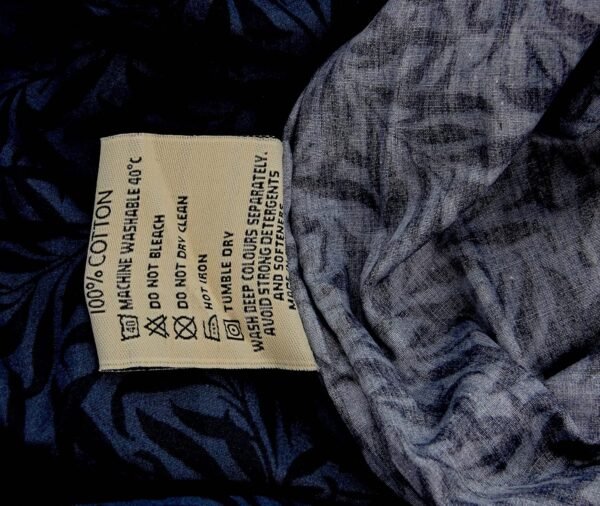 100% COTTON
MACHINE WASHABLE 40°C
DO NOT BLEACH
DO NOT DRY CLEAN
HOT IRON
TUMBLE DRY
WASH DEEP COLOURS SEPARATELY.
AVOID STRONG DETERGENTS
AND SOFTENERS